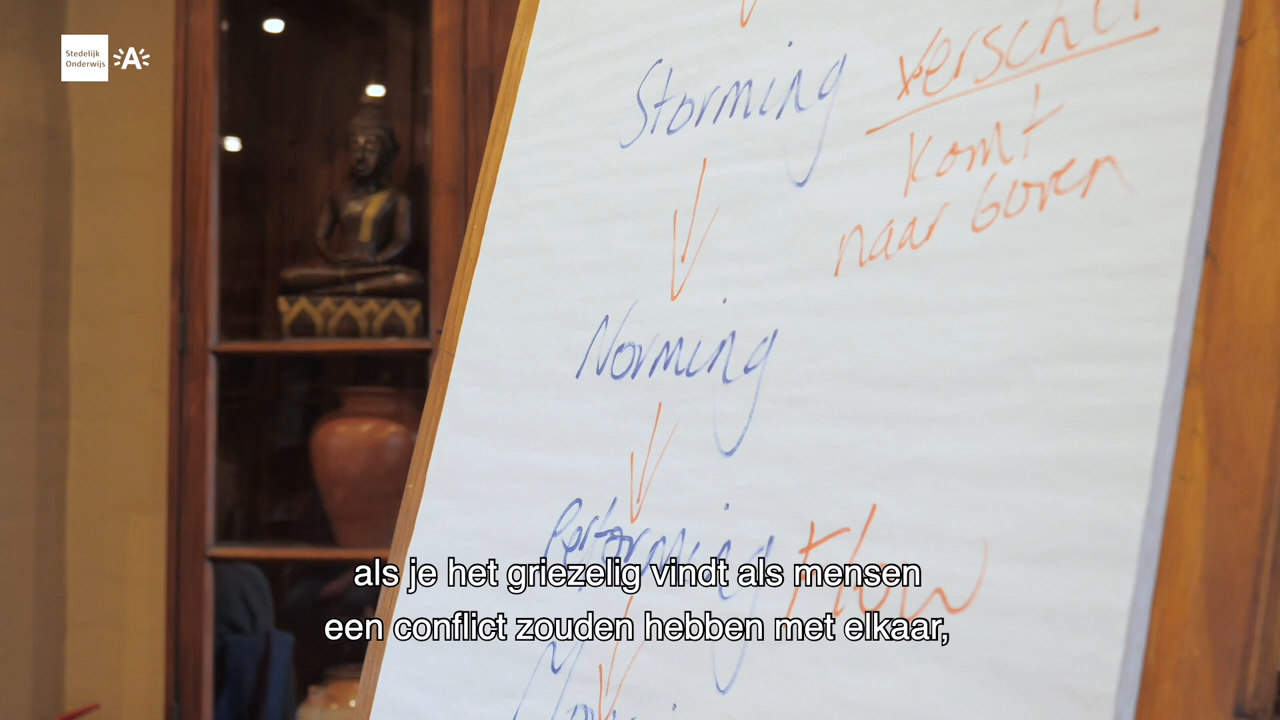 Stedelijk
Onderwijs
A
Storming
komt
naar boven
Norming
Performing
Flow
als je het griezelig vindt als mensen
een conflict zouden hebben met elkaar,